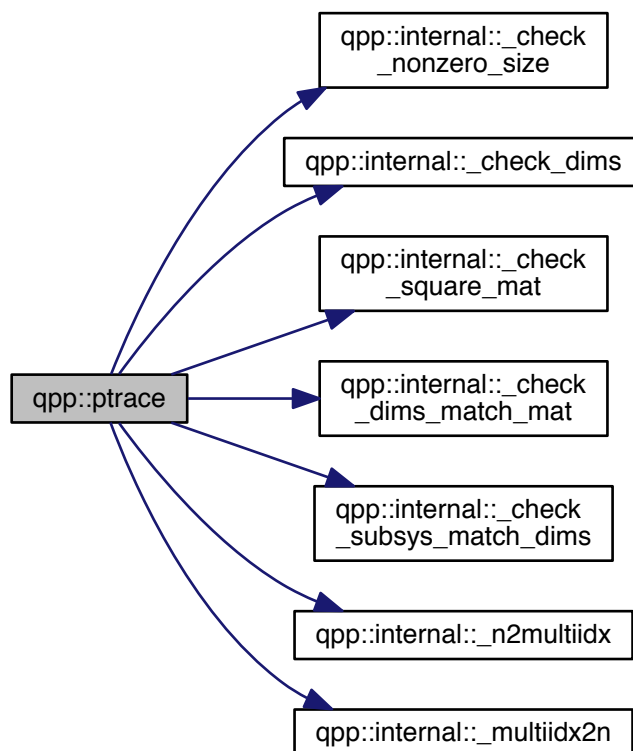 qpp::internal::_check
_nonzero_size
qpp::internal::_check_dims
qpp::internal::_check
_square_mat
qpp::ptrace
qpp::internal::_check
_dims_match_mat
qpp::internal::_check
_subsys_match_dims
qpp::internal::_n2multiidx
qpp::internal::_multiidx2n